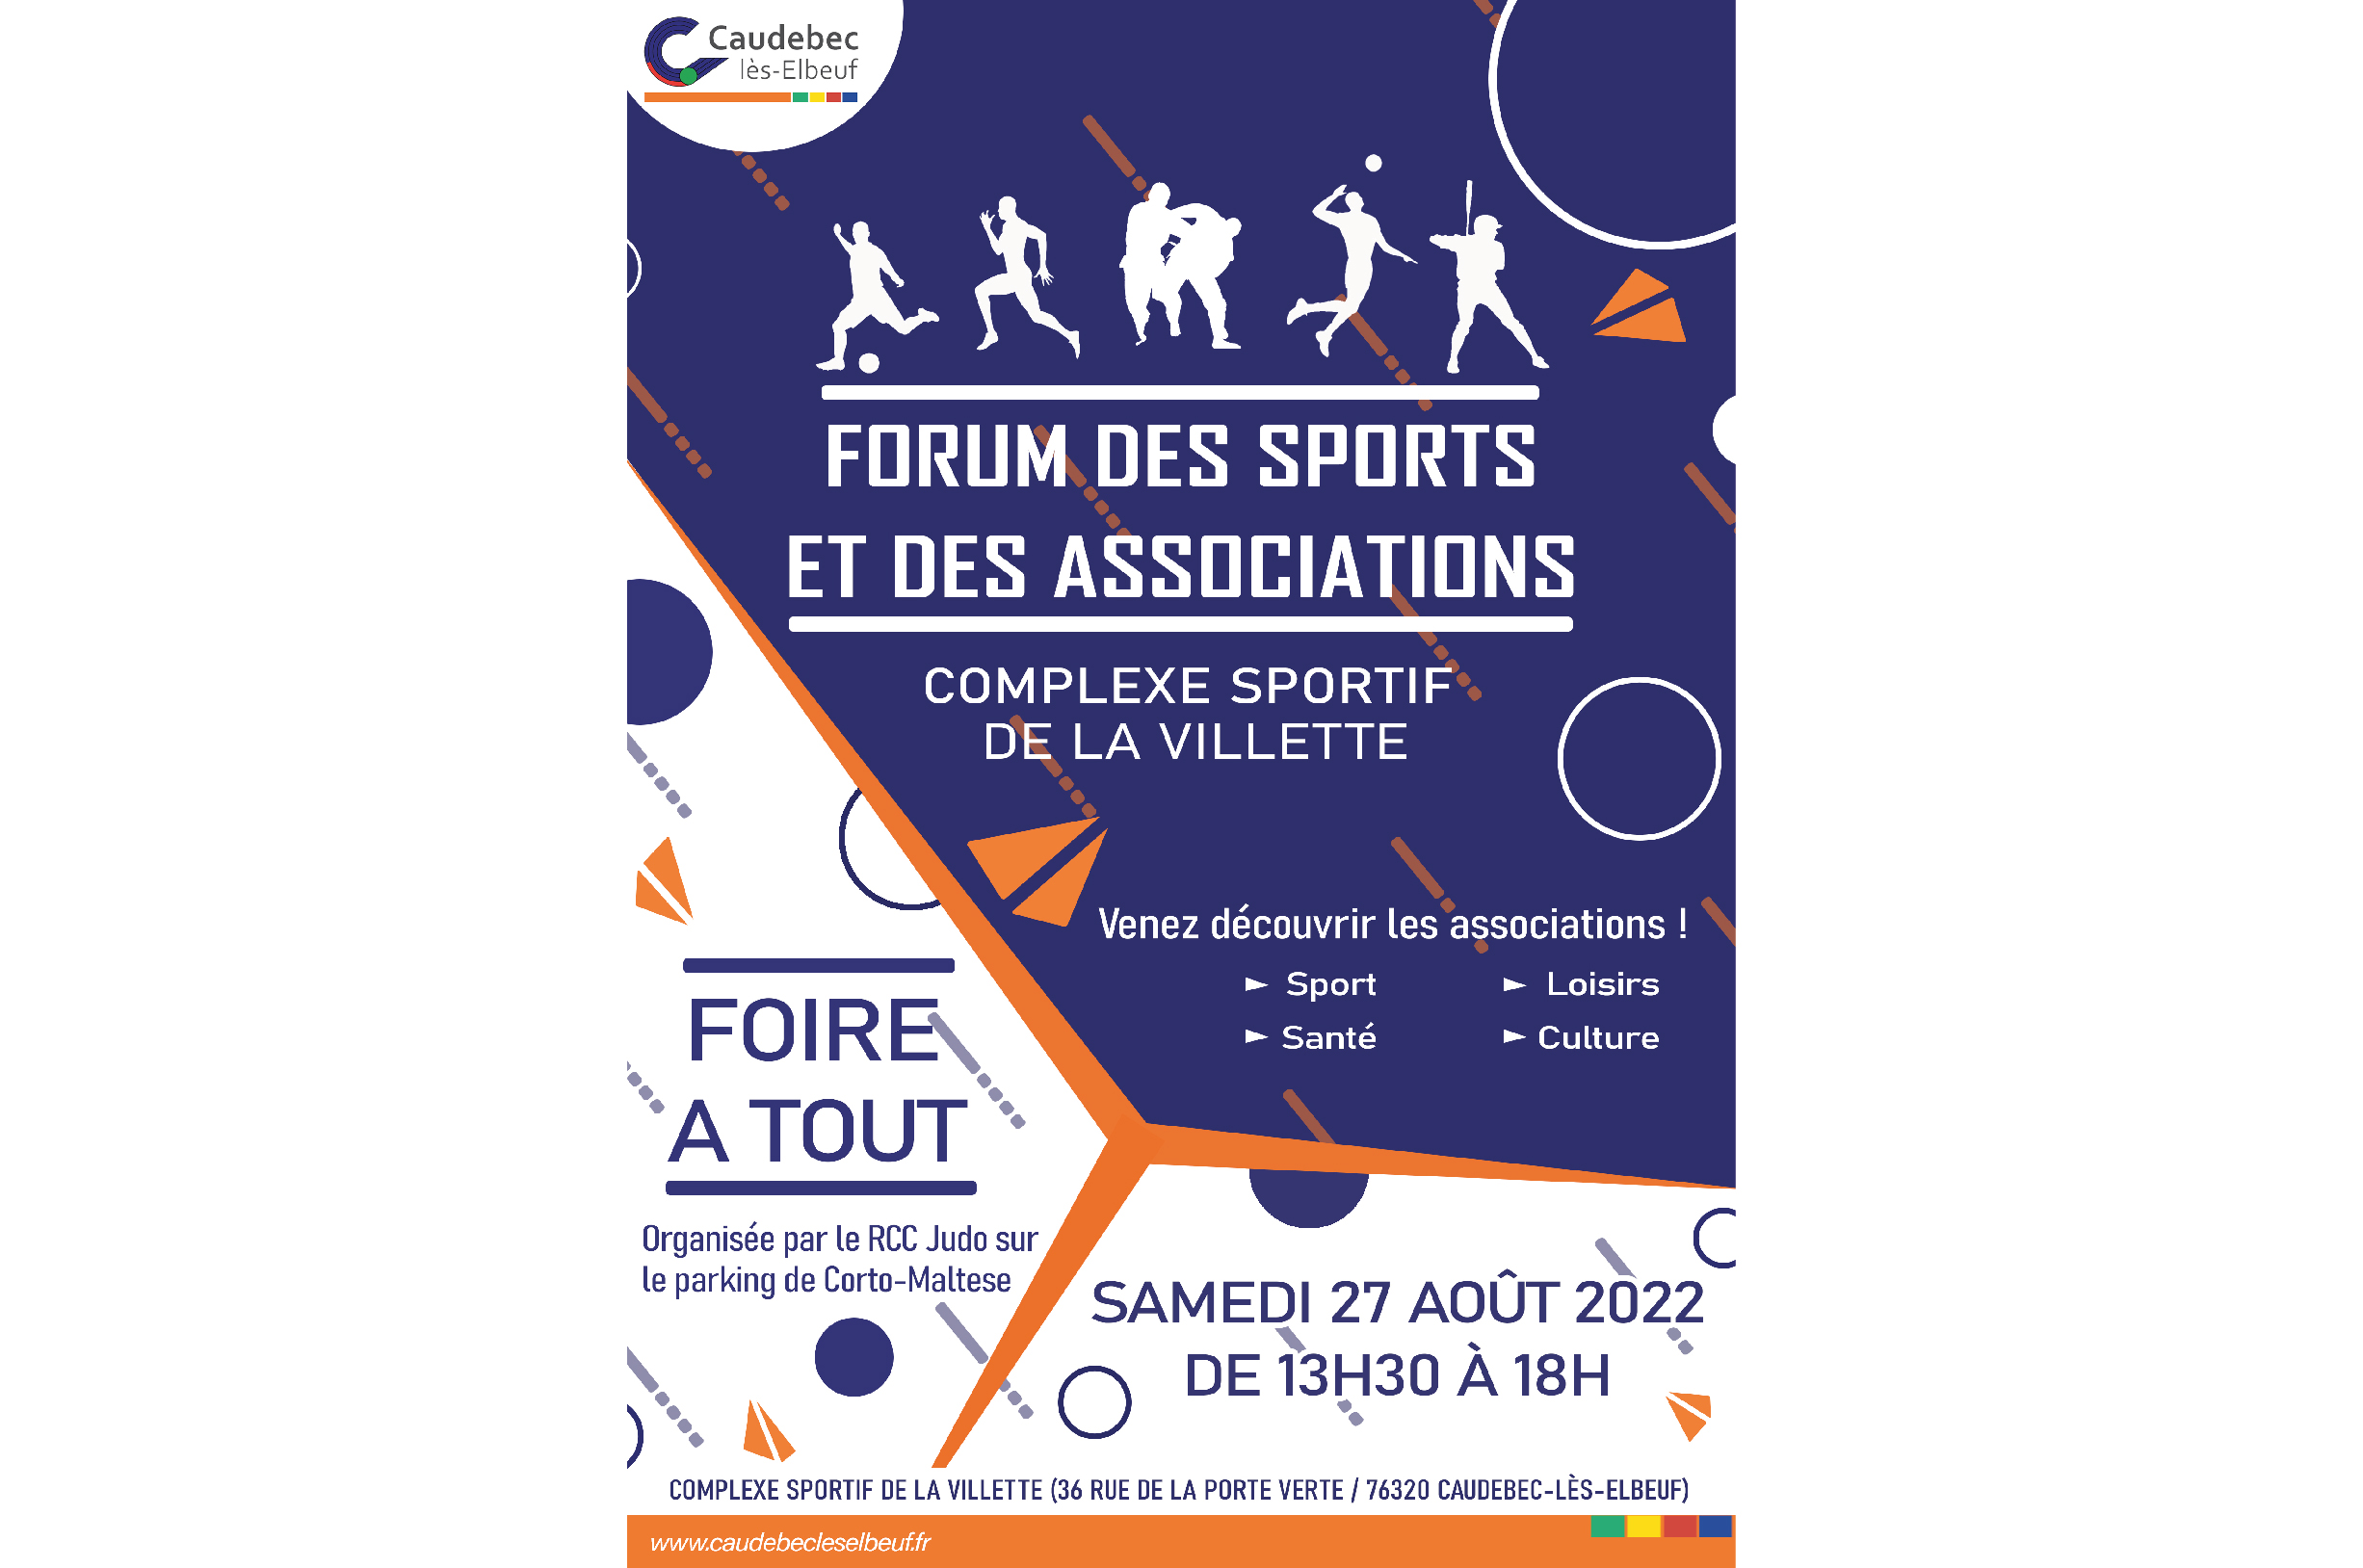 Caudebec
lès-Elbeuf
FORUM DES SPORTS
ET DES ASSOCIATIONS
COMPLEXE SPORTIF
DE LA VILLETTE
Venez découvrir les associations !
► Sport ► Loisirs
► Santé ► Culture
FOIRE
A TOUT
Organisée par le RCC Judo sur
le parking de Corto-Maltese
SAMEDI 27 AOÛT 2022
DE 13H30 À 18H
COMPLEXE SPORTIF DE LA VILLETTE (36 RUE DE LA PORTE VERTE / 76320 CAUDEBEC-LÈS-ELBEUF)
www.caudebecleselbeuf.fr